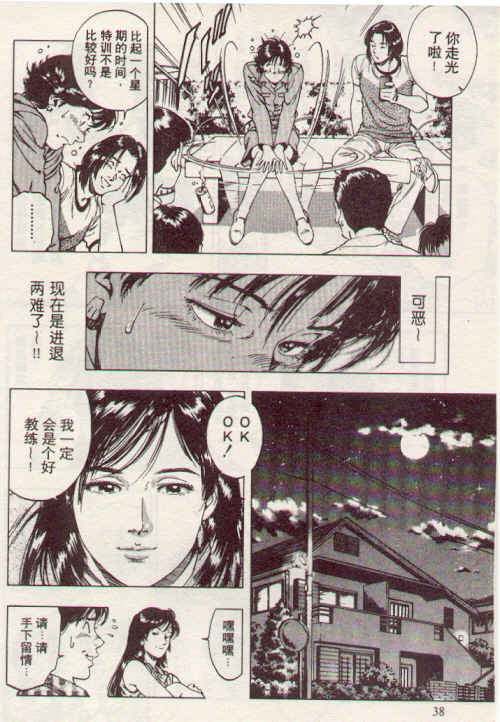 你走光
了啦！
比起一个星
期的时间，
特训不是
比较好吗？
…………
可恶～
现在是进退
两难了～!!
OK
OK！
我一定
会是个好
教练～！
嘿嘿嘿…
请…请
手下留情…
38